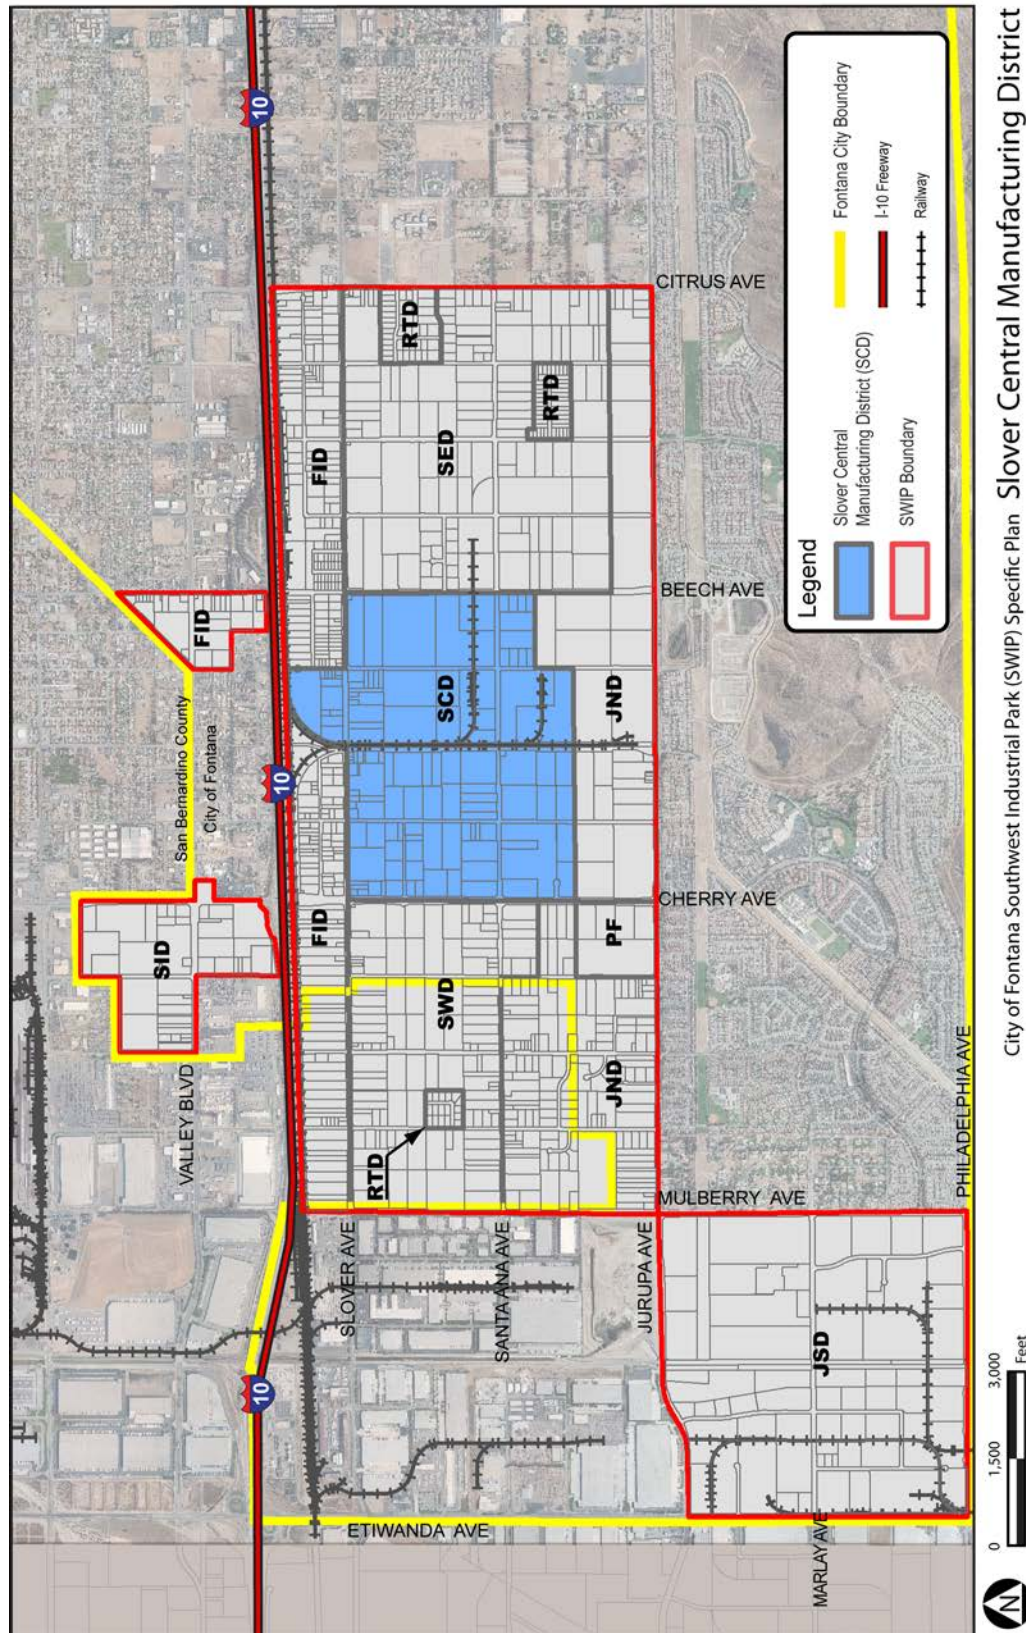 10
10
10
San Bernardino County
City of Fontana
VALLEY BLVD
SID
FID
FID
FID
FID
RTD
SED
RTD
SCD
SWD
RTD
JND
PF
JND
JSD
SLOVER AVE
SANTA ANA AVE
JURUPA AVE
ETIWANDA AVE
MULBERRY AVE
CHERRY AVE
BEECH AVE
CITRUS AVE
MARLAY AVE
PHILADELPHIA AVE
Legend
Slover Central
Manufacturing District (SCD)
SWIP Boundary
Fontana City Boundary
I-10 Freeway
Railway
N
0 1,500 3,000
Feet
City of Fontana Southwest Industrial Park (SWIP) Specific Plan Slover Central Manufacturing District